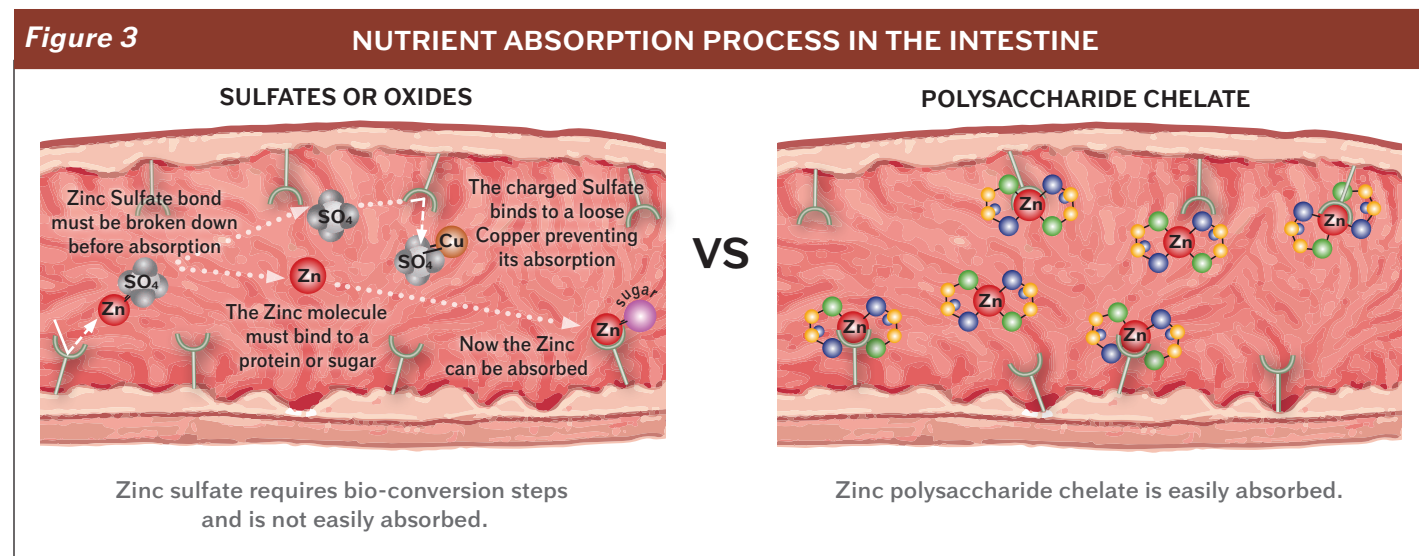 Figure 3
NUTRIENT ABSORPTION PROCESS IN THE INTESTINE
SULFATES OR OXIDES
Zinc Sulfate bond
must be broken down
before absorption
SO4
Zn
SO4
Zn
The Zinc molecule
must bind to a
protein or sugar
The charged Sulfate
binds to a loose
Copper preventing
its absorption
Cu
SO4
sugar
Zn
Now the Zinc
can be absorbed
Zinc sulfate requires bio-conversion steps
and is not easily absorbed.
VS
POLYSACCHARIDE CHELATE
Zn
Zn
Zn
Zn
Zn
Zn
Zinc polysaccharide chelate is easily absorbed.